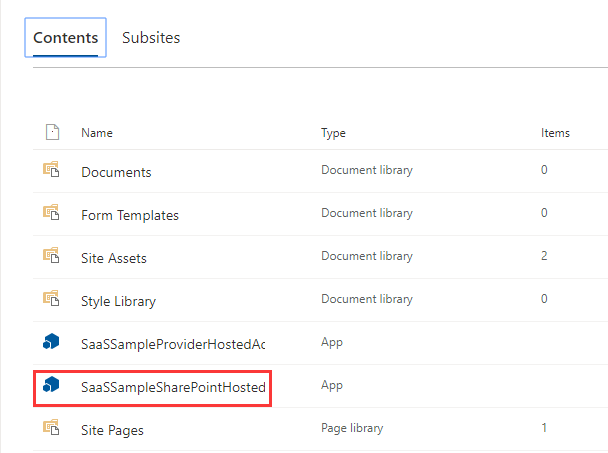 Contents Subsites
Name Type Items
Documents Document library 0
Form Templates Document library 0
Site Assets Document library 2
Style Library Document library 0
SaaSSampleProviderHostedAc App
SaaSSampleSharePointHosted App
Site Pages Page library 1